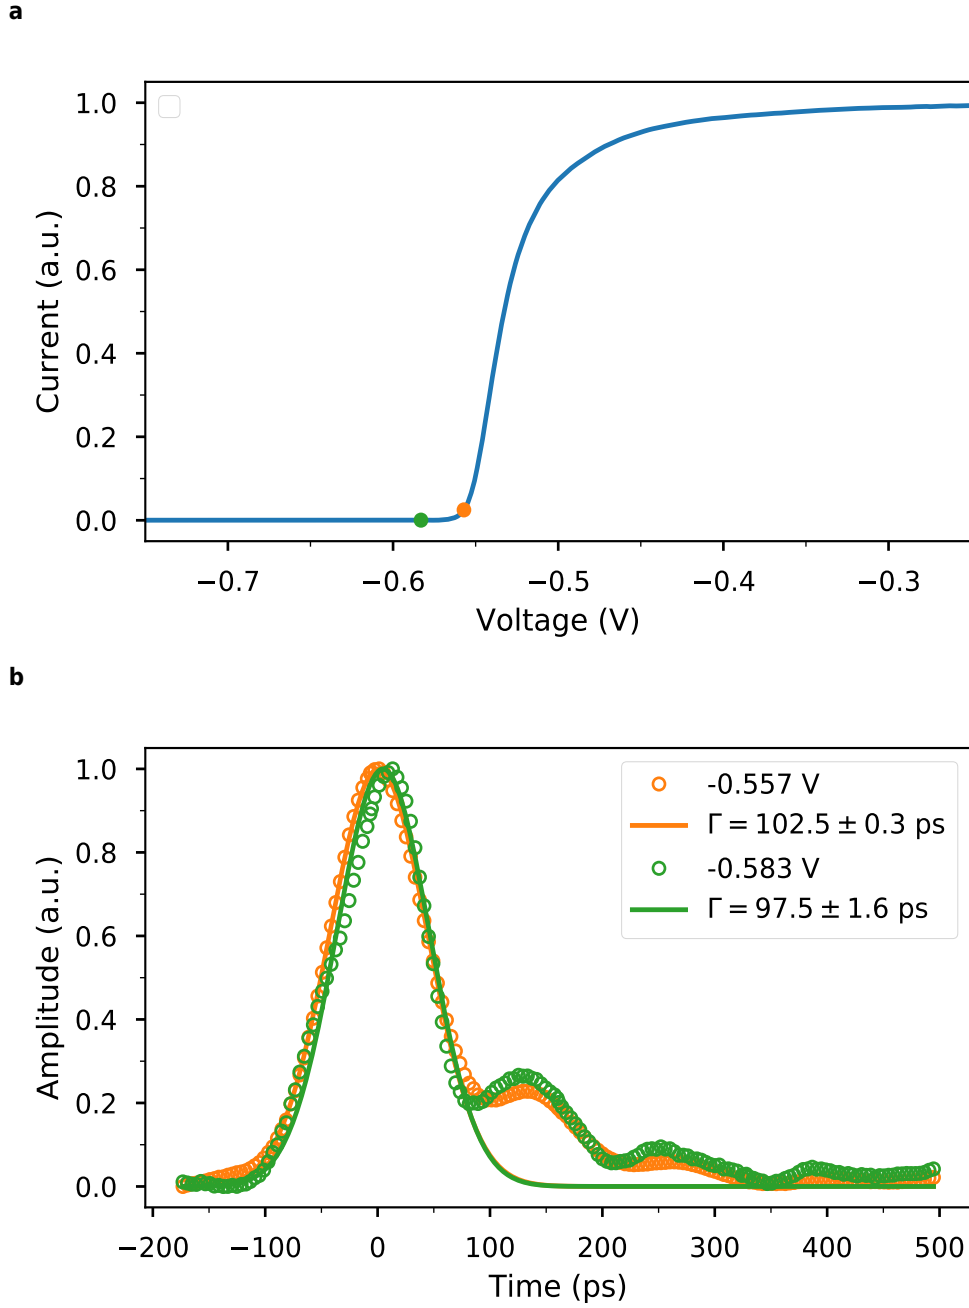 a
1.0
0.8
0.6
0.4
0.2
0.0
Current (a.u.)
−0.7 −0.6 −0.5 −0.4 −0.3
Voltage (V)
b
1.0
0.8
0.6
0.4
0.2
0.0
Amplitude (a.u.)
-0.557 V
Γ = 102.5 ± 0.3 ps
-0.583 V
Γ = 97.5 ± 1.6 ps
−200 −100 0 100 200 300 400 500
Time (ps)